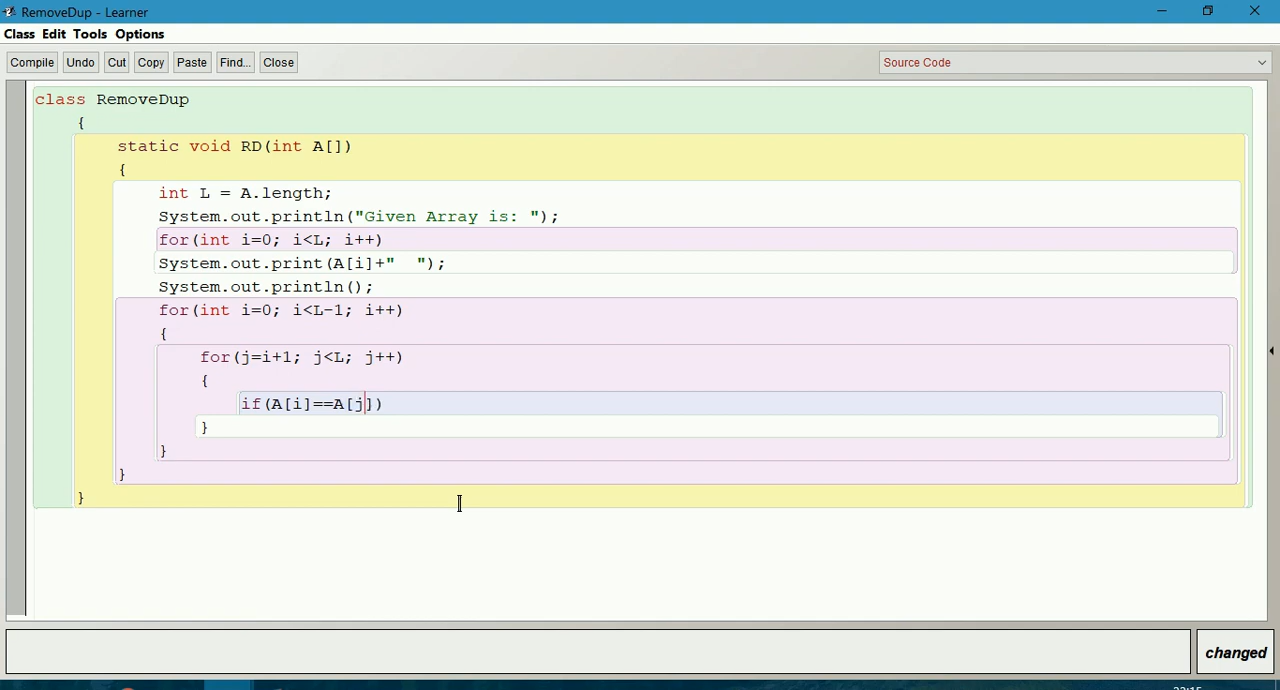 RemoveDup - Learner
Class Edit Tools Options
Compile Undo Cut Copy Paste Find... Close Source Code
class RemoveDup
{
static void RD(int A[])
{
int L = A.length;
System.out.println("Given Array is: ");
for(int i=0; i<L; i++)
System.out.print(A[i]+"  ");
System.out.println();
for(int i=0; i<L-1; i++)
{
for(j=i+1; j<L; j++)
{
if(A[i]==A[j])
}
}
}
}
changed